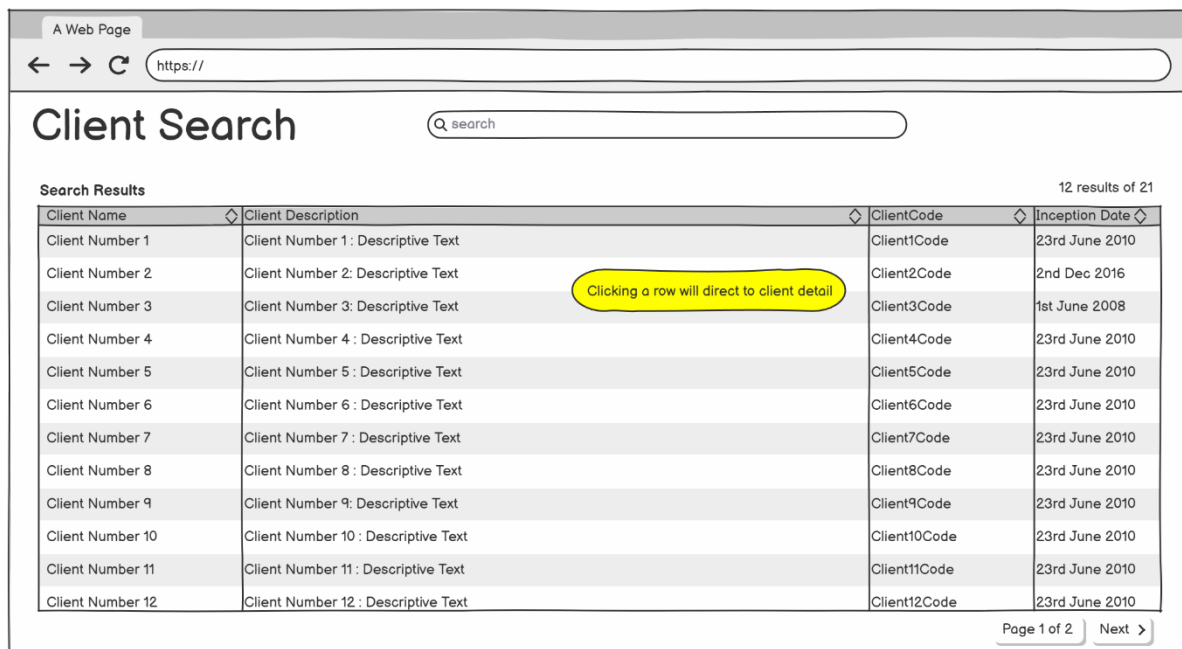 A Web Page
https://
Client Search
search
Search Results
12 results of 21
Client Name Client Description ClientCode Inception Date
Client Number 1 Client Number 1 : Descriptive Text Client1Code 23rd June 2010
Client Number 2 Client Number 2: Descriptive Text Client2Code 2nd Dec 2016
Clicking a row will direct to client detail
Client Number 3 Client Number 3: Descriptive Text Client3Code 1st June 2008
Client Number 4 Client Number 4 : Descriptive Text Client4Code 23rd June 2010
Client Number 5 Client Number 5 : Descriptive Text Client5Code 23rd June 2010
Client Number 6 Client Number 6 : Descriptive Text Client6Code 23rd June 2010
Client Number 7 Client Number 7 : Descriptive Text Client7Code 23rd June 2010
Client Number 8 Client Number 8 : Descriptive Text Client8Code 23rd June 2010
Client Number 9 Client Number 9: Descriptive Text Client9Code 23rd June 2010
Client Number 10 Client Number 10 : Descriptive Text Client10Code 23rd June 2010
Client Number 11 Client Number 11 : Descriptive Text Client11Code 23rd June 2010
Client Number 12 Client Number 12 : Descriptive Text Client12Code 23rd June 2010
Page 1 of 2 Next